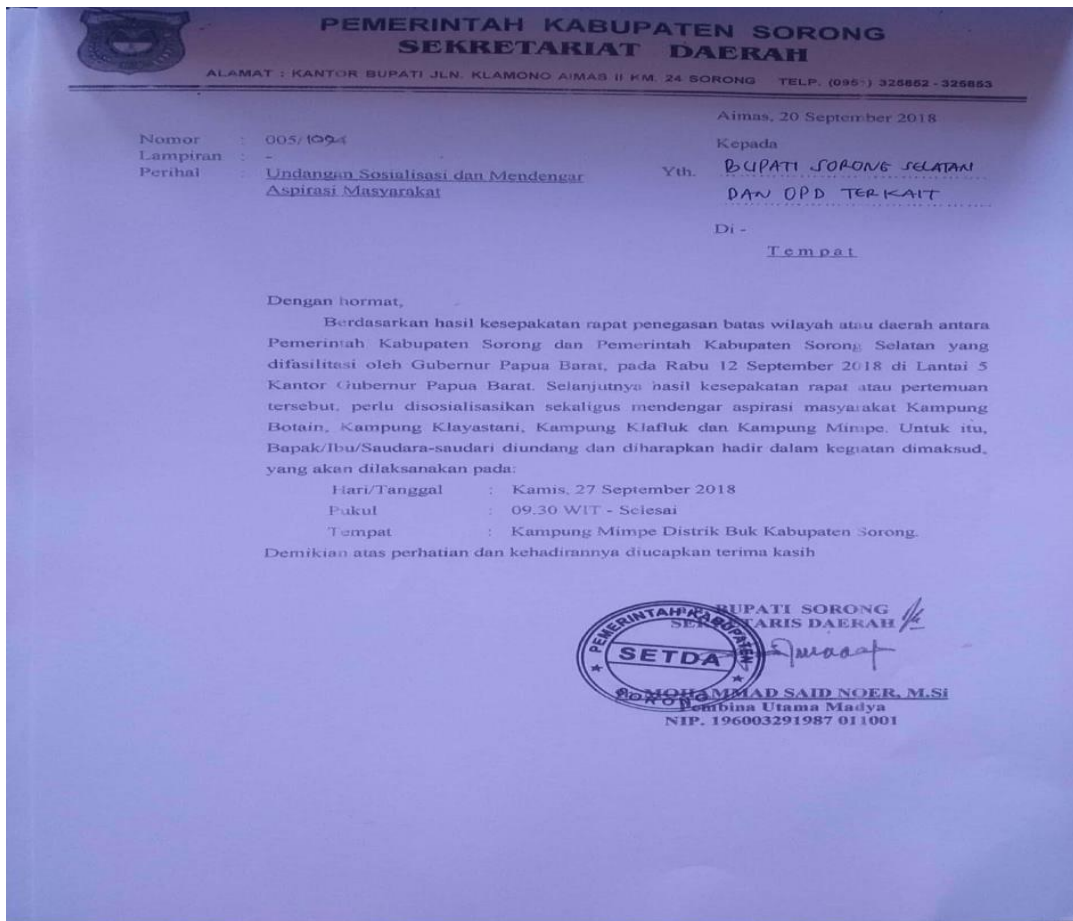 PEMERINTAH KABUPATEN SORONG
SEKRETARIAT DAERAH
ALAMAT : KANTOR BUPATI JLN. KLAMONO AIMAS II KM. 24 SORONG TELP. (0951) 325652 - 325653
Aimas, 20 September 2018
Nomor : 005/1094
Lampiran : -
Perihal : Undangan Sosialisasi dan Mendengar
Aspirasi Masyarakat
Kepada
Yth. BUPATI SORONG SELATAN
DAN OPD TERKAIT
Di -
Tempat
Dengan hormat,
Berdasarkan hasil kesepakatan rapat penegasan batas wilayah atau daerah antara
Pemerintah Kabupaten Sorong dan Pemerintah Kabupaten Sorong Selatan yang
difasilitasi oleh Gubernur Papua Barat, pada Rabu 12 September 2018 di Lantai 5
Kantor Gubernur Papua Barat. Selanjutnya hasil kesepakatan rapat atau pertemuan
tersebut, perlu disosialisasikan sekaligus mendengar aspirasi masyarakat Kampung
Botain, Kampung Klayastani, Kampung Klafluk dan Kampung Mimpe. Untuk itu,
Bapak/Ibu/Saudara-saudari diundang dan diharapkan hadir dalam kegiatan dimaksud,
yang akan dilaksanakan pada:
Hari/Tanggal : Kamis, 27 September 2018
Pukul : 09.30 WIT - Selesai
Tempat : Kampung Mimpe Distrik Buk Kabupaten Sorong.
Demikian atas perhatian dan kehadirannya diucapkan terima kasih
BUPATI SORONG
SEKRETARIS DAERAH
PEMERINTAH KABUPATEN
SETDA
SORONG
MOHAMMAD SAID NOER, M.Si
Pembina Utama Madya
NIP. 196003291987 011001